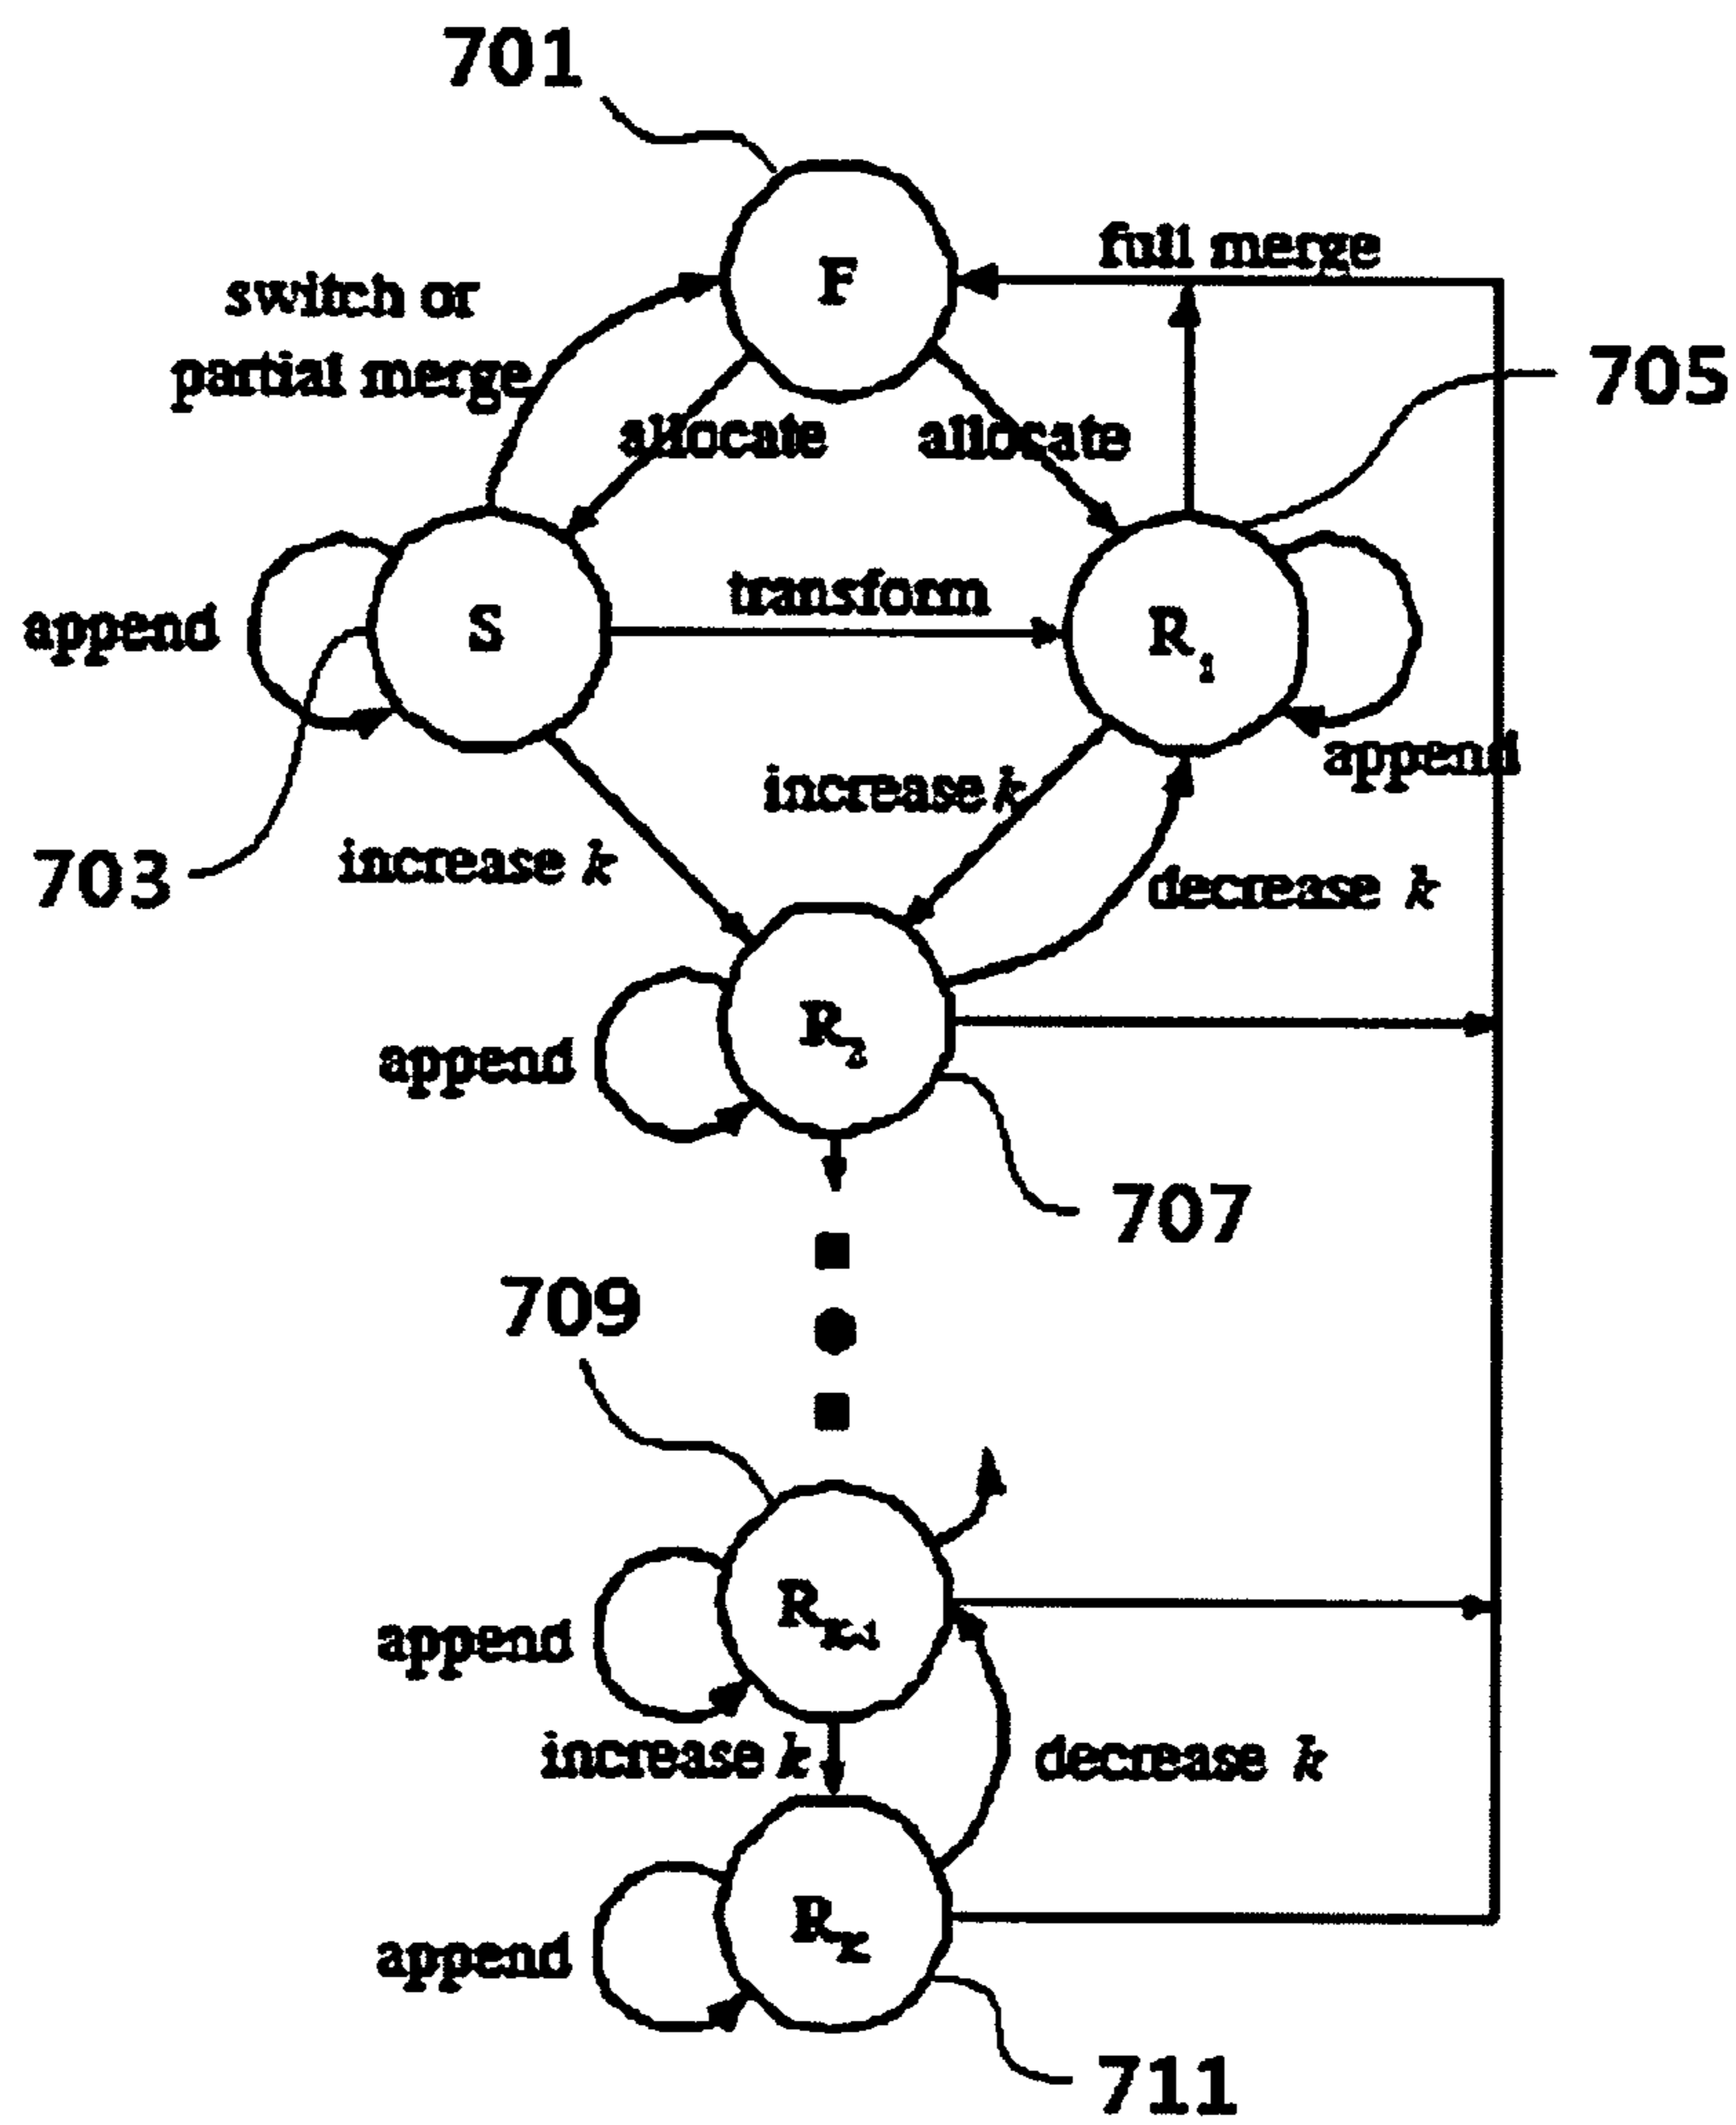 701
F
full merge
switch or
partial merge
705
allocate
allocate
append
S
transform
R₁
append
increase k
703
increase k
decrease k
R₂
append
707
709
append
increase k
decrease k
append
711